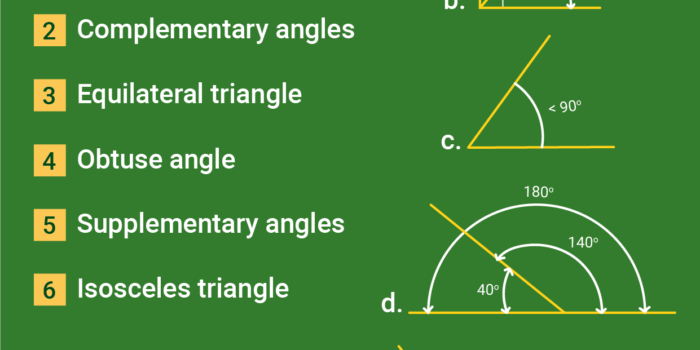 b.
2 Complementary angles
3 Equilateral triangle
< 90°
c.
4 Obtuse angle
180°
5 Supplementary angles
140°
6 Isosceles triangle
40°
d.